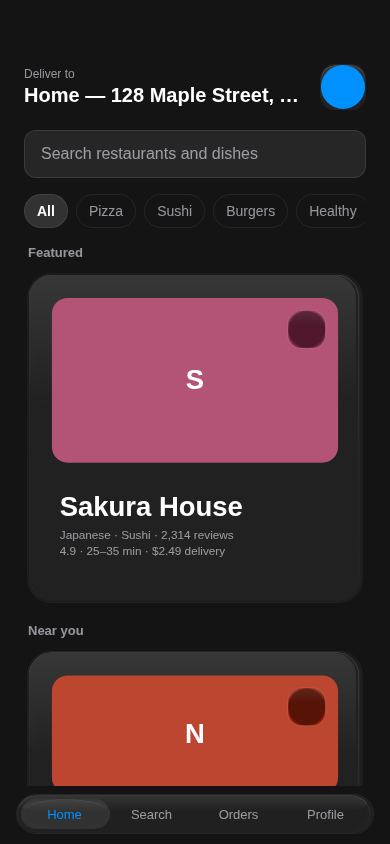 Deliver to
Home — 128 Maple Street, …
Search restaurants and dishes
All Pizza Sushi Burgers Healthy
Featured
S
Sakura House
Japanese · Sushi · 2,314 reviews
4.9 · 25–35 min · $2.49 delivery
Near you
N
Home Search Orders Profile